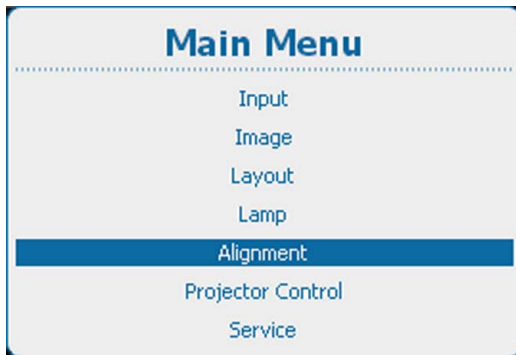 Main Menu
Input
Image
Layout
Lamp
Alignment
Projector Control
Service